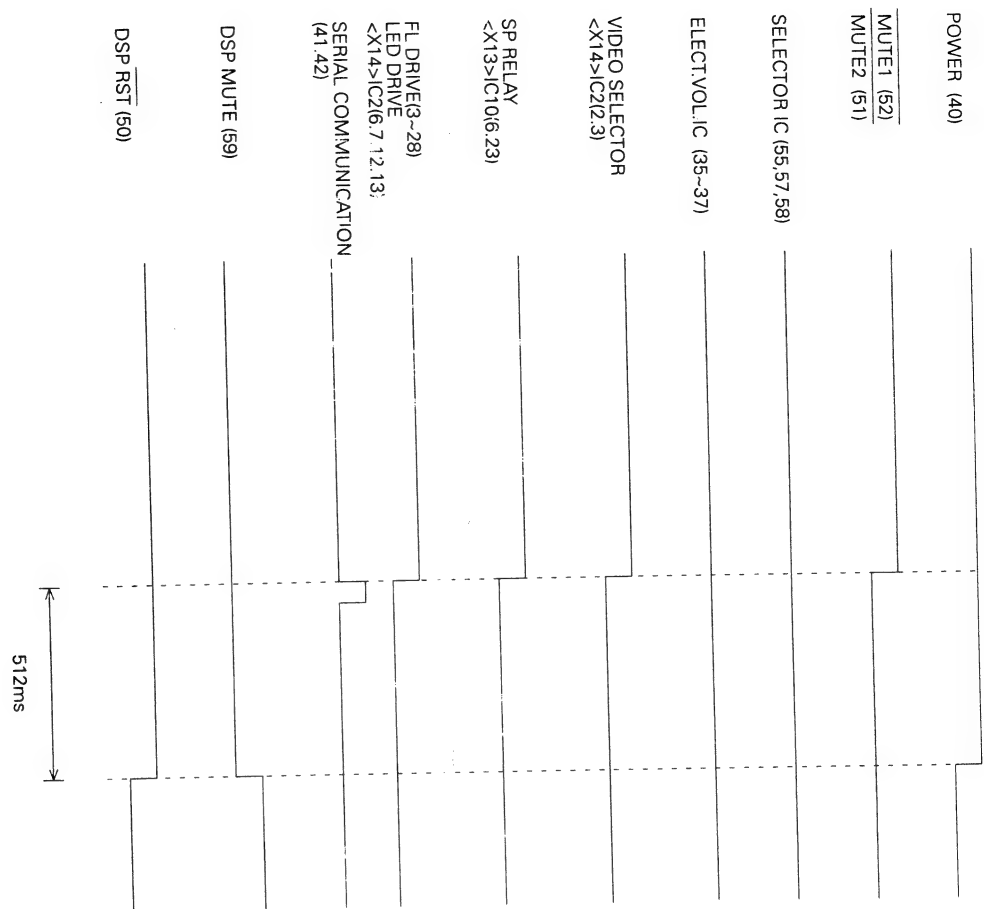 POWER (40)
MUTE1 (52)
MUTE2 (51)
SELECTOR IC (55,57,58)
ELECT.VOL.IC (35~37)
VIDEO SELECTOR
<X14>IC2(2.3)
SP RELAY
<X13>IC10(6.23)
FL DRIVE(3~28)
LED DRIVE
<X14>IC2(6.7.12.13)
SERIAL COMMUNICATION
(41.42)
DSP MUTE (59)
DSP RST (50)
512ms